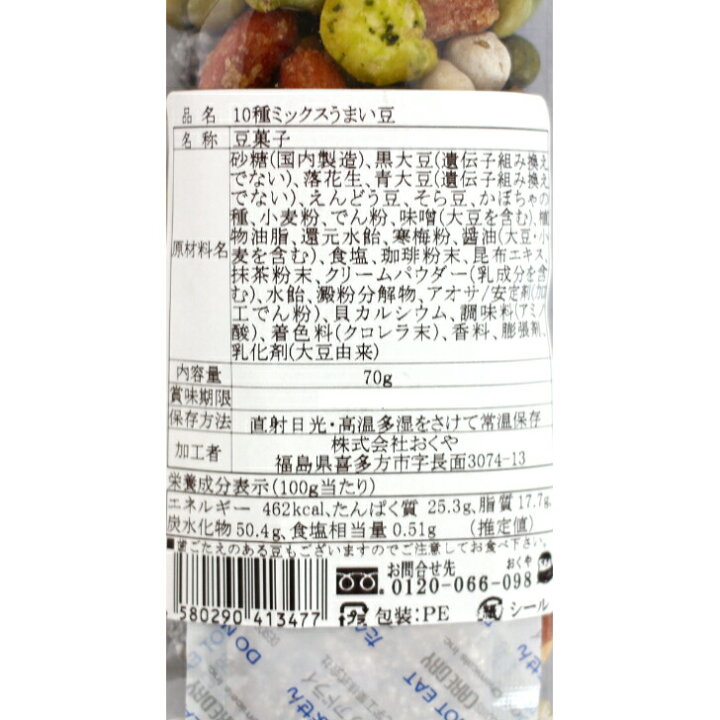 品名 10種ミックスうまい豆
名称 豆菓子
原材料名
砂糖(国内製造)、黒大豆(遺伝子組み換え
でない)、落花生、青大豆(遺伝子組み換え
でない)、えんどう豆、そら豆、かぼちゃの
種、小麦粉、でん粉、味噌(大豆を含む)、植
物油脂、還元水飴、寒梅粉、醤油(大豆・小
麦を含む)、食塩、珈琲粉末、昆布エキス、
抹茶粉末、クリームパウダー(乳成分を含
む)、水飴、澱粉分解物、アオサ/安定剤(加
工でん粉)、貝カルシウム、調味料(アミノ
酸)、着色料(クロレラ末)、香料、膨張剤、
乳化剤(大豆由来)
内容量 70g
賞味期限
保存方法 直射日光・高温多湿をさけて常温保存
加工者 株式会社おくや
福島県喜多方市字長面3074-13
栄養成分表示(100g当たり)
エネルギー 462kcal、たんぱく質 25.3g、脂質 17.7g、
炭水化物 50.4g、食塩相当量 0.51g (推定値)
歯ごたえのある豆もございますのでご注意してお食べ下さい。
お問合せ先 おくや
0120-066-098
580290 413477
プラ 包装:PE 紙 シール
DO NOT EAT
CARE DRY